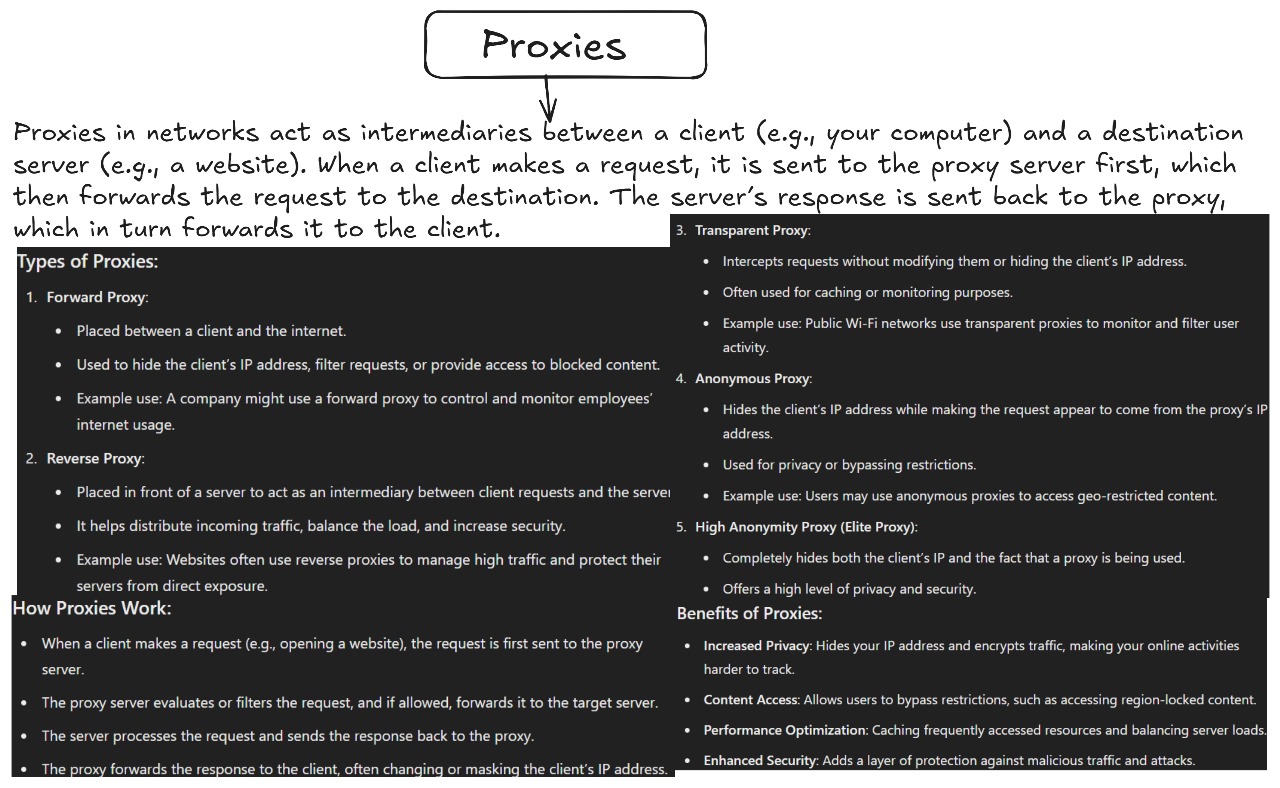 Proxies
Proxies in networks act as intermediaries between a client (e.g., your computer) and a destination
server (e.g., a website). When a client makes a request, it is sent to the proxy server first, which
then forwards the request to the destination. The server's response is sent back to the proxy,
which in turn forwards it to the client.
Types of Proxies:
1. Forward Proxy:
• Placed between a client and the internet.
• Used to hide the client's IP address, filter requests, or provide access to blocked content.
• Example use: A company might use a forward proxy to control and monitor employees'
internet usage.
2. Reverse Proxy:
• Placed in front of a server to act as an intermediary between client requests and the server
• It helps distribute incoming traffic, balance the load, and increase security.
• Example use: Websites often use reverse proxies to manage high traffic and protect their
servers from direct exposure.
3. Transparent Proxy:
• Intercepts requests without modifying them or hiding the client's IP address.
• Often used for caching or monitoring purposes.
• Example use: Public Wi-Fi networks use transparent proxies to monitor and filter user
activity.
4. Anonymous Proxy:
• Hides the client's IP address while making the request appear to come from the proxy's IP
address.
• Used for privacy or bypassing restrictions.
• Example use: Users may use anonymous proxies to access geo-restricted content.
5. High Anonymity Proxy (Elite Proxy):
• Completely hides both the client's IP and the fact that a proxy is being used.
• Offers a high level of privacy and security.
How Proxies Work:
• When a client makes a request (e.g., opening a website), the request is first sent to the proxy
server.
• The proxy server evaluates or filters the request, and if allowed, forwards it to the target server.
• The server processes the request and sends the response back to the proxy.
• The proxy forwards the response to the client, often changing or masking the client's IP address.
Benefits of Proxies:
• Increased Privacy: Hides your IP address and encrypts traffic, making your online activities
harder to track.
• Content Access: Allows users to bypass restrictions, such as accessing region-locked content.
• Performance Optimization: Caching frequently accessed resources and balancing server loads.
• Enhanced Security: Adds a layer of protection against malicious traffic and attacks.